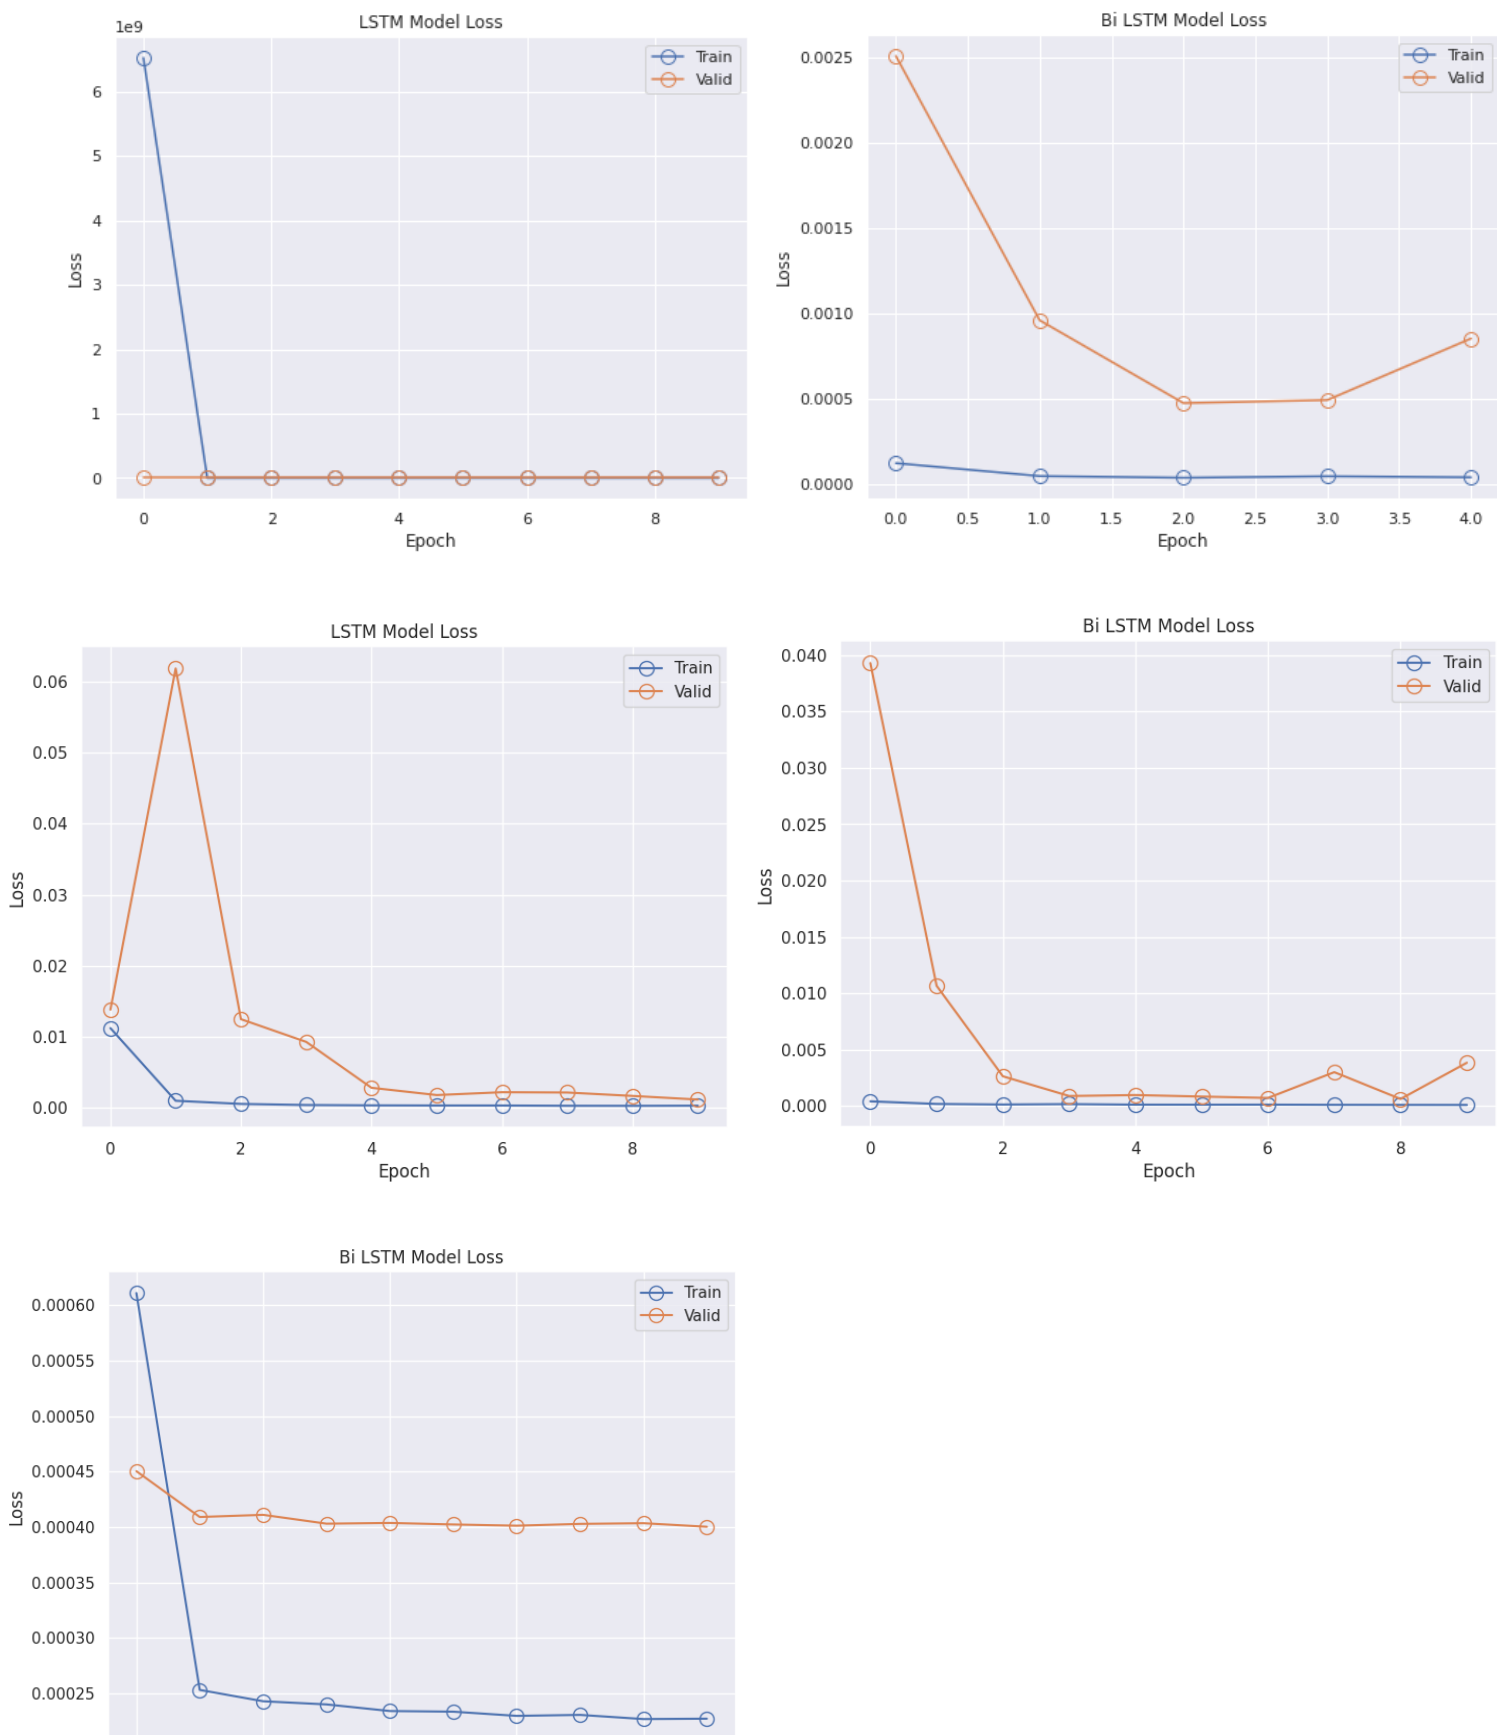 LSTM Model Loss
1e9
Train
Valid
6
5
4
3
2
1
0
Loss
0 2 4 6 8
Epoch
Bi LSTM Model Loss
Train
Valid
0.0025
0.0020
0.0015
0.0010
0.0005
0.0000
Loss
0.0 0.5 1.0 1.5 2.0 2.5 3.0 3.5 4.0
Epoch
LSTM Model Loss
Train
Valid
0.06
0.05
0.04
0.03
0.02
0.01
0.00
Loss
0 2 4 6 8
Epoch
Bi LSTM Model Loss
Train
Valid
0.040
0.035
0.030
0.025
0.020
0.015
0.010
0.005
0.000
Loss
0 2 4 6 8
Epoch
Bi LSTM Model Loss
Train
Valid
0.00060
0.00055
0.00050
0.00045
0.00040
0.00035
0.00030
0.00025
Loss